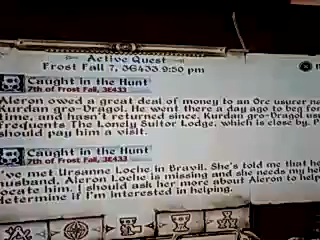 Active Quest
Frost Fall 7, 3E433 9:50 pm
Caught in the Hunt
7th of Frost Fall, 3E433
Aleron owed a great deal of money to an Orc usurer na
Kurdan gro-Dragol. He went there a day ago to beg for
time, and hasn't returned since. Kurdan gro-Dragol us
frequents The Lonely Suitor Lodge, which is close by. P
should pay him a visit.
Caught in the Hunt
7th of Frost Fall, 3E433
've met Ursanne Loche in Bravil. She's told me that he
husband, Aleron Loche is missing and she needs my hel
ocate him. I should ask her more about Aleron to help
determine if I'm interested in helping.